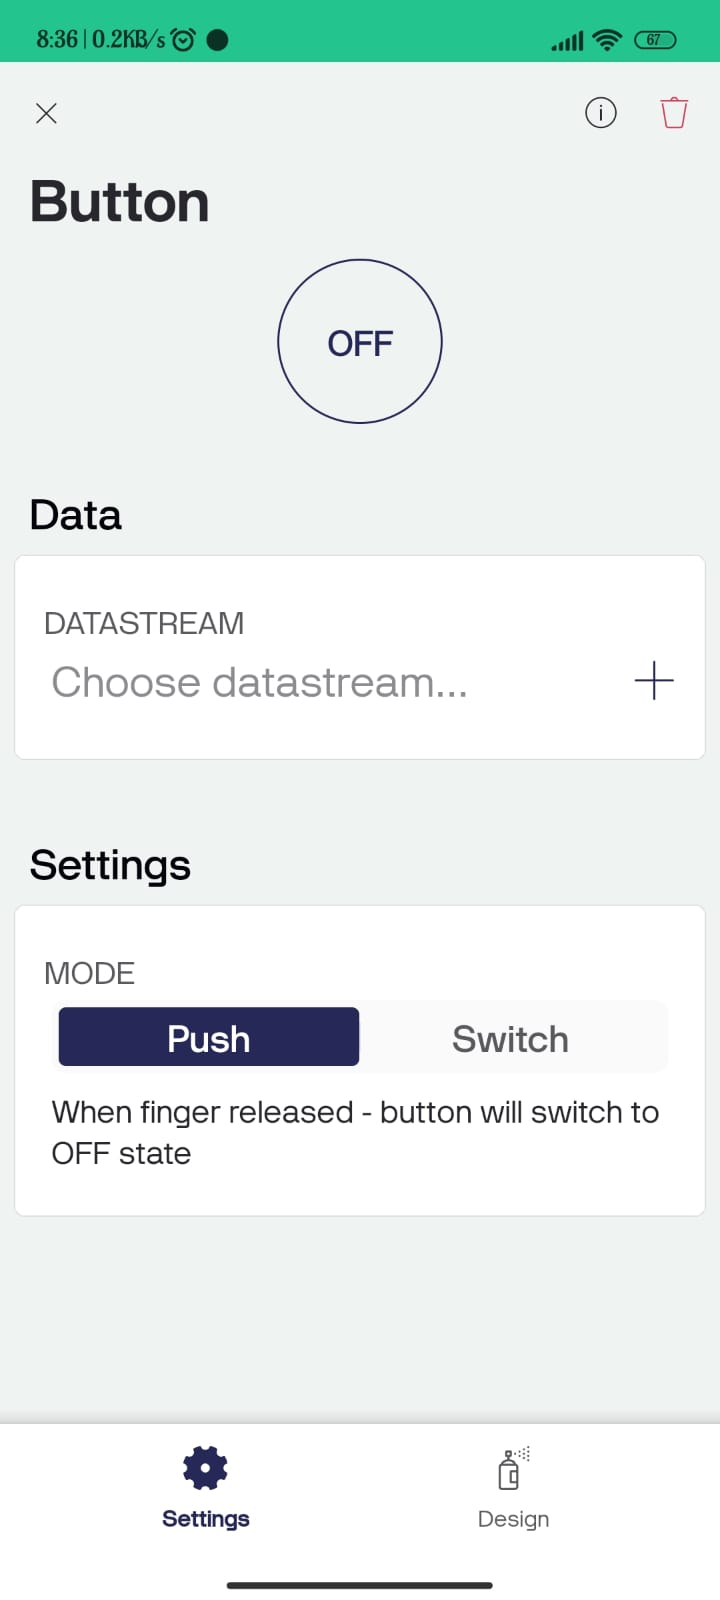 8:36 | 0.2KB/s
67
Button
OFF
Data
DATASTREAM
Choose datastream...
Settings
MODE
Push Switch
When finger released - button will switch to
OFF state
Settings Design